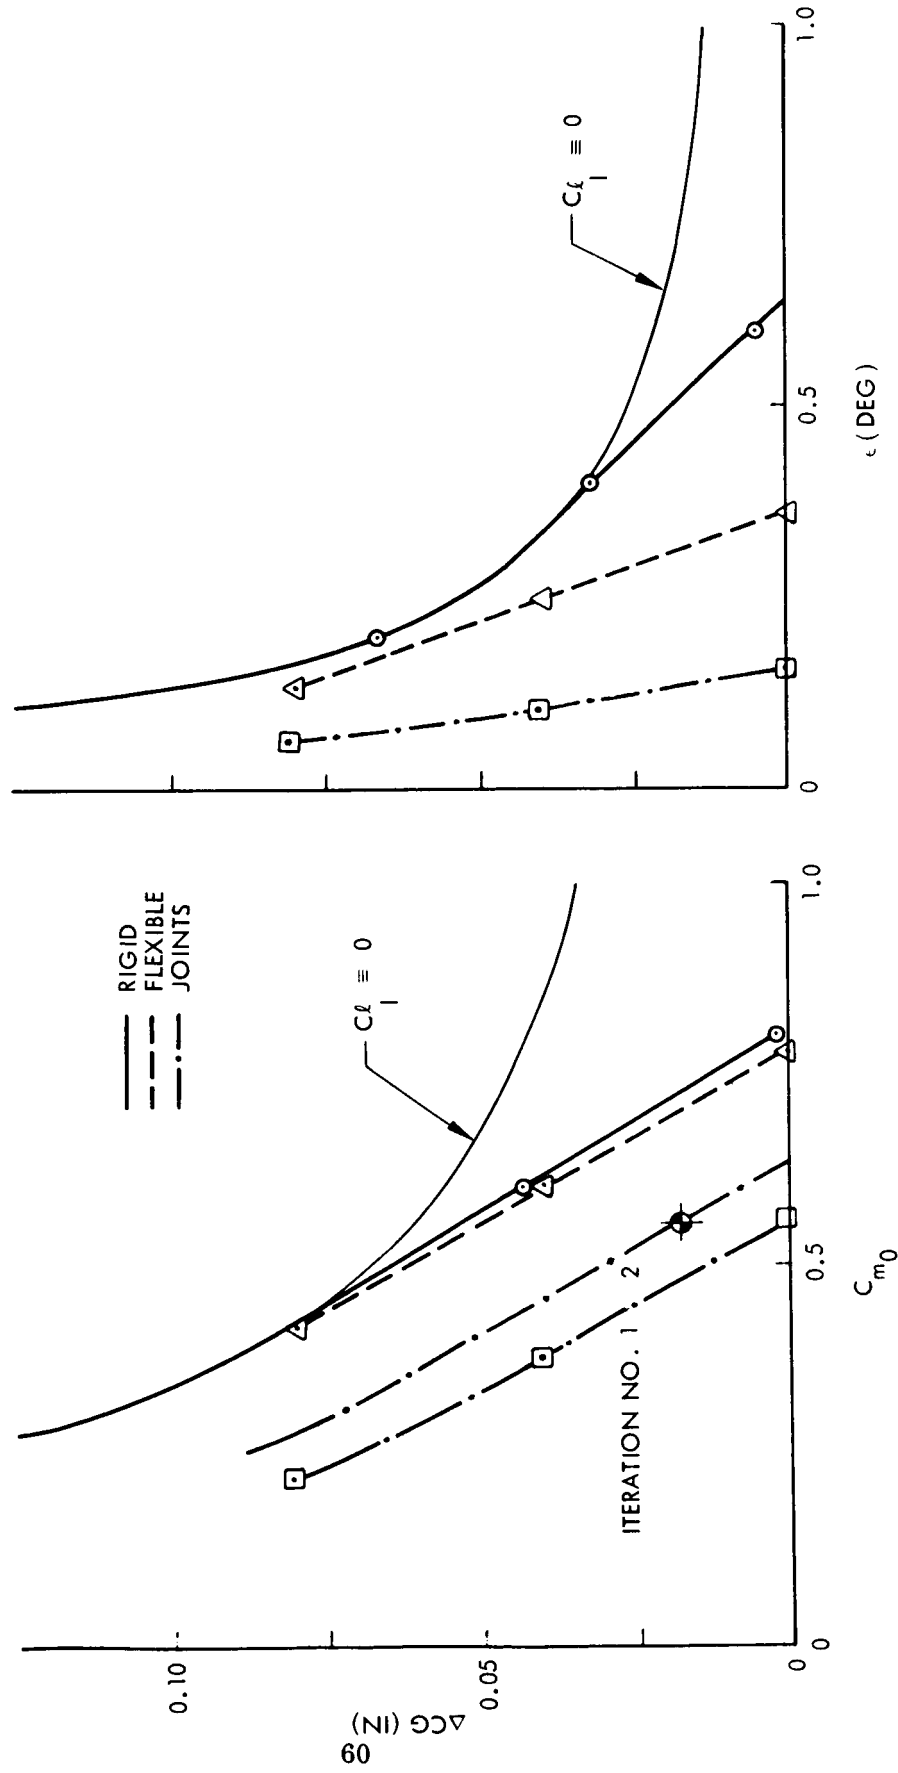 RIGID
FLEXIBLE
JOINTS
Cℓ₁ ≡ 0
ITERATION NO. 1
2
ΔCG (IN)
0.10
0.05
0
0
0.5
1.0
Cm₀
Cℓ₁ ≡ 0
0
0.5
1.0
ϵ (DEG)
60